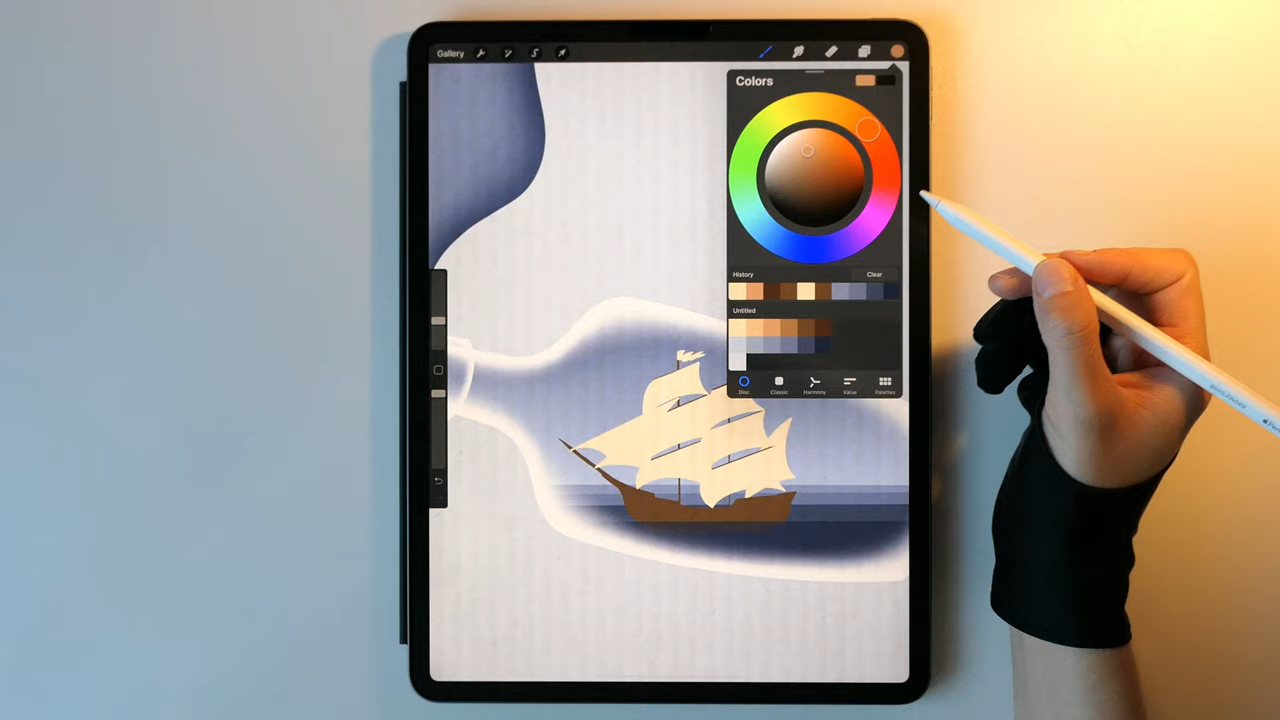 Gallery
Colors
History
Clear
Untitled
Disc
Classic
Harmony
Value
Palettes